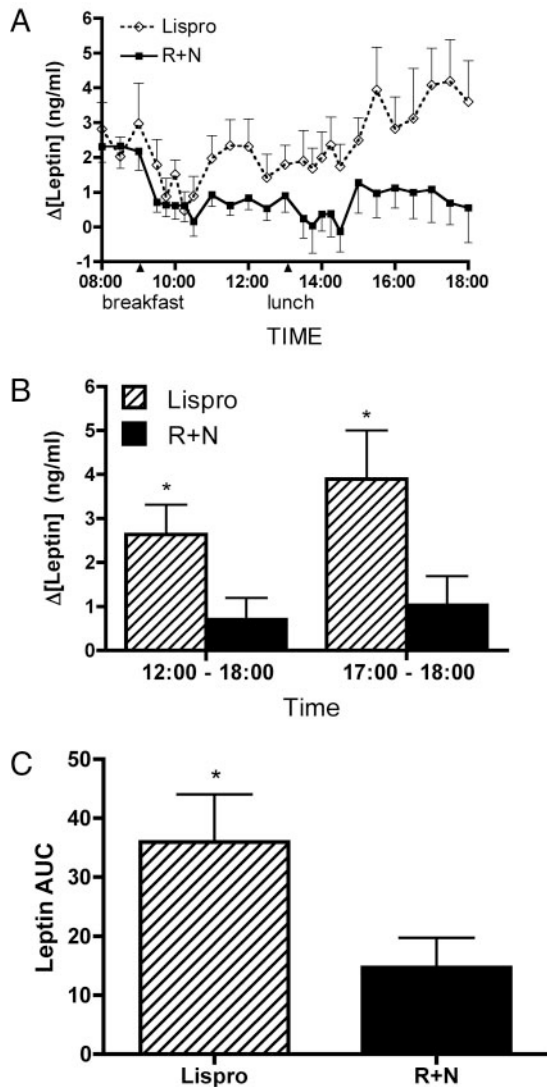 A
Lispro
R+N
Δ[Leptin] (ng/ml)
6
5
4
3
2
1
0
-1
08:00 10:00 12:00 14:00 16:00 18:00
breakfast lunch
TIME
B
Lispro
R+N
Δ[Leptin] (ng/ml)
6
5
4
3
2
1
0
* *
12:00 - 18:00 17:00 - 18:00
Time
C
Leptin AUC
50
40
30
20
10
0
*
Lispro R+N